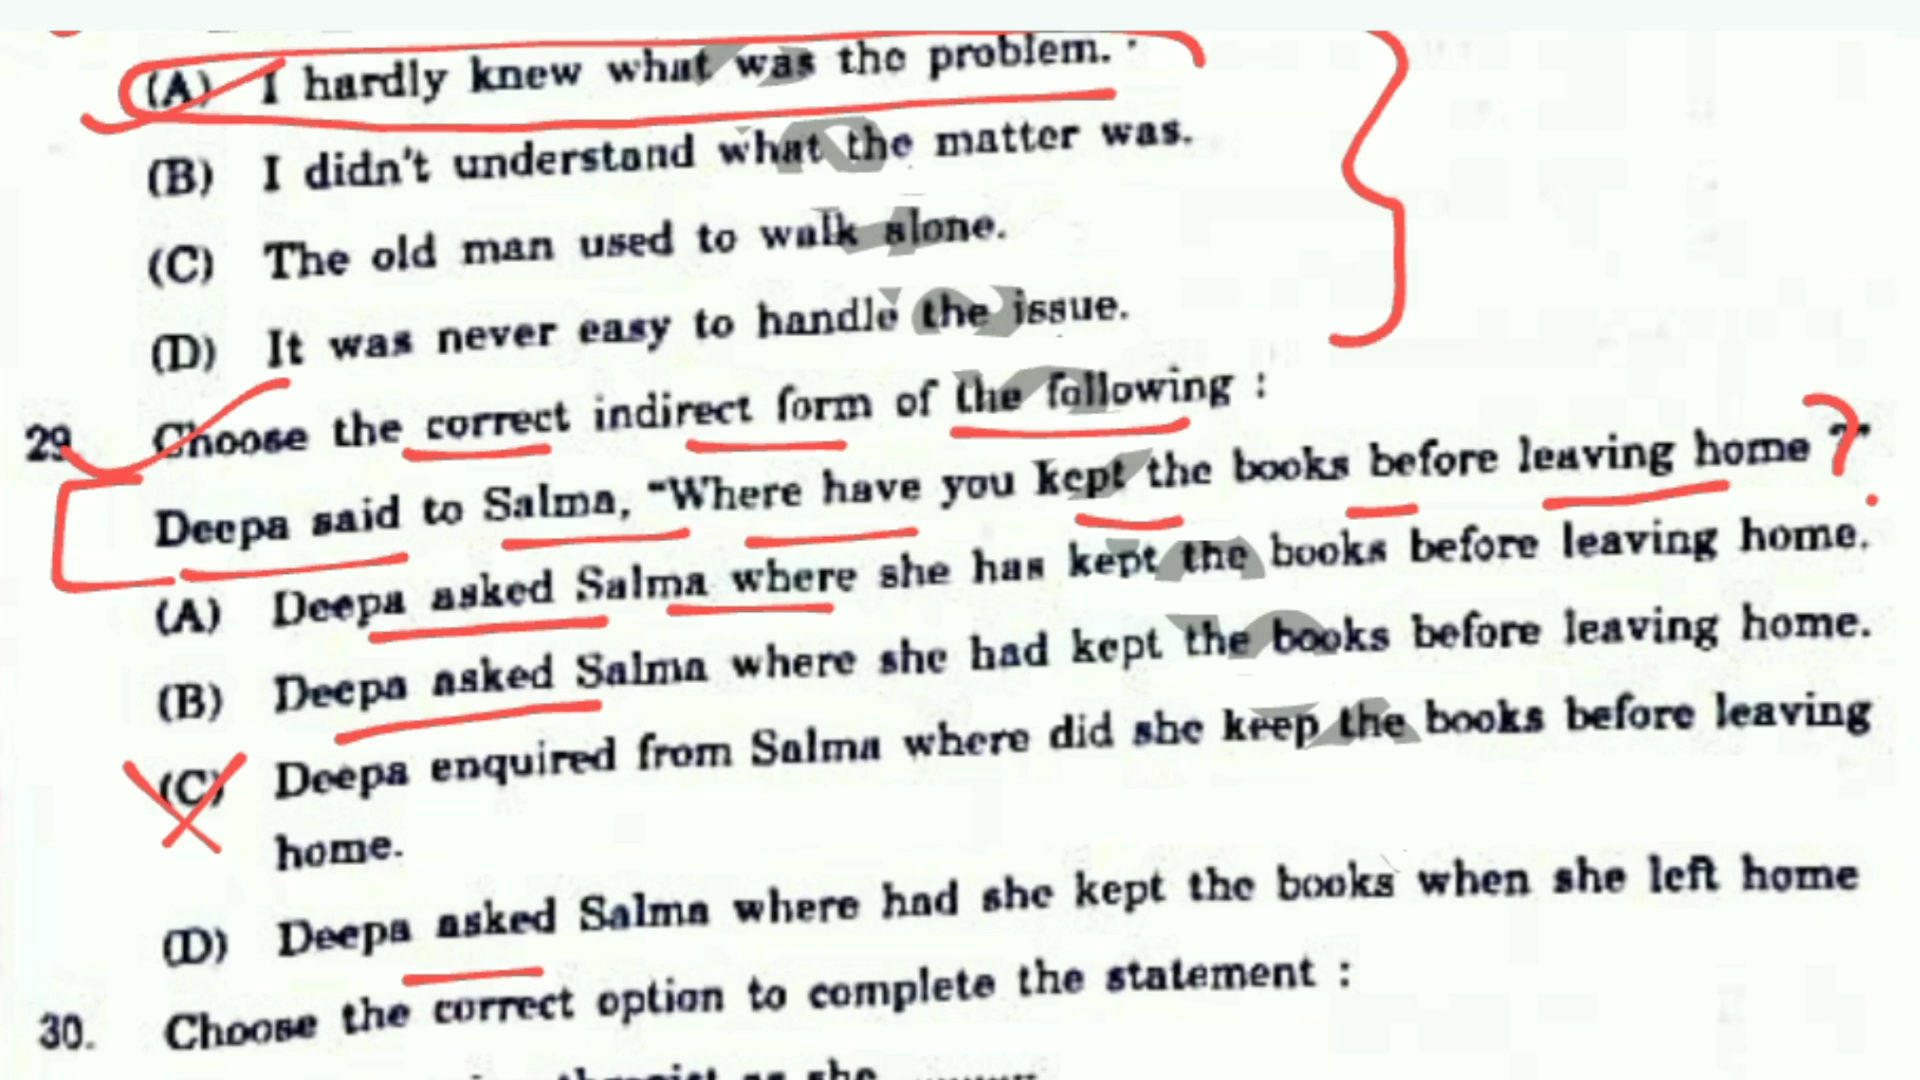 (A) I hardly knew what was the problem.
(B) I didn't understand what the matter was.
(C) The old man used to walk alone.
(D) It was never easy to handle the issue.
29. Choose the correct indirect form of the following :
Deepa said to Salma, "Where have you kept the books before leaving home ?"
(A) Deepa asked Salma where she has kept the books before leaving home.
(B) Deepa asked Salma where she had kept the books before leaving home.
(C) Deepa enquired from Salma where did she keep the books before leaving
home.
(D) Deepa asked Salma where had she kept the books when she left home
30. Choose the correct option to complete the statement :
as she ..........